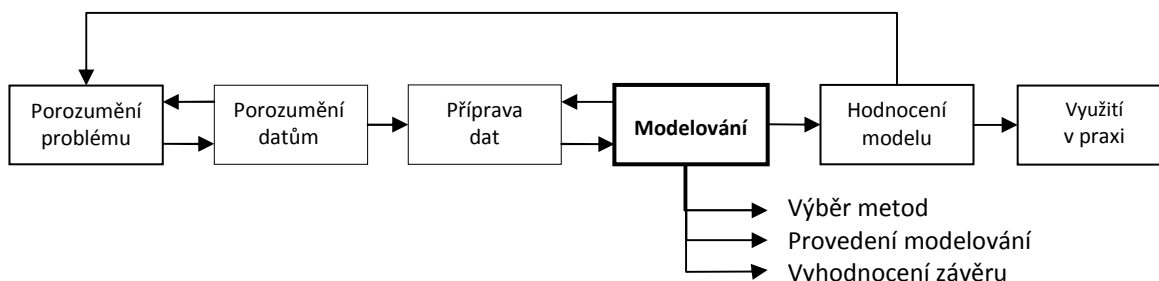 Porozumění
problému
Porozumění
datům
Příprava
dat
Modelování
Hodnocení
modelu
Využití
v praxi
Výběr metod
Provedení modelování
Vyhodnocení závěru